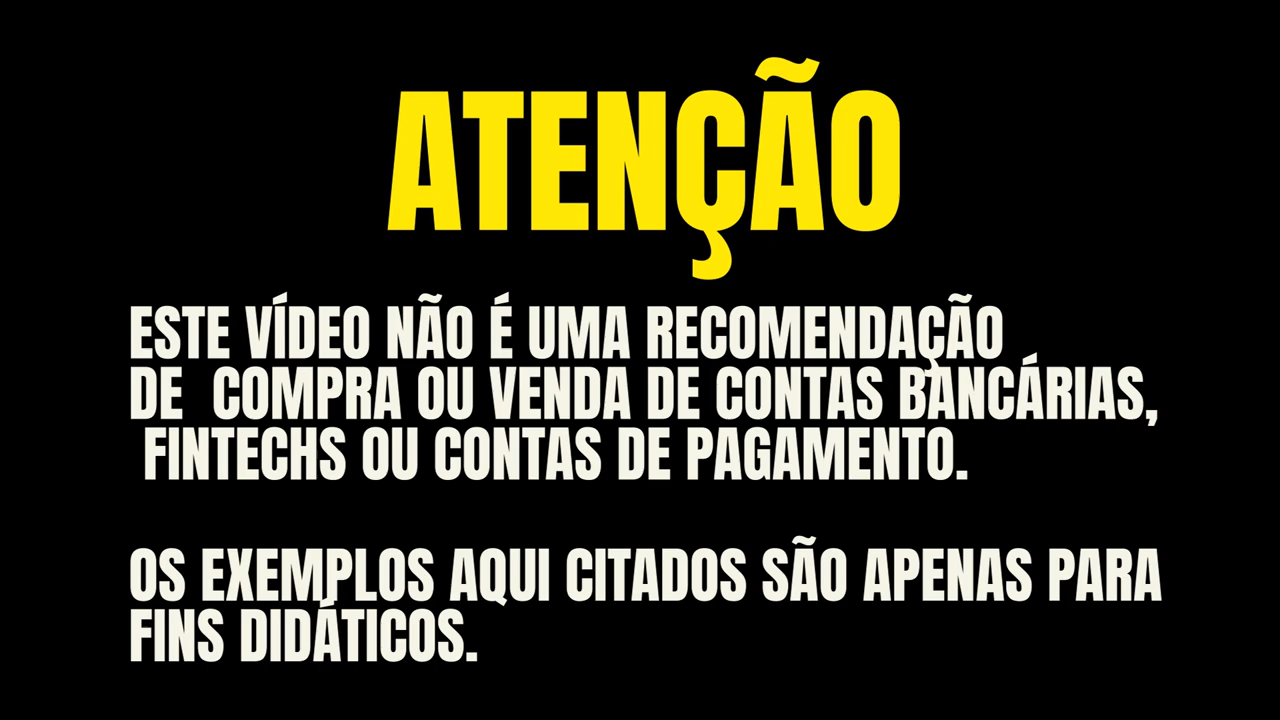 ATENÇÃO
ESTE VÍDEO NÃO É UMA RECOMENDAÇÃO
DE COMPRA OU VENDA DE CONTAS BANCÁRIAS,
FINTECHS OU CONTAS DE PAGAMENTO.
OS EXEMPLOS AQUI CITADOS SÃO APENAS PARA
FINS DIDÁTICOS.